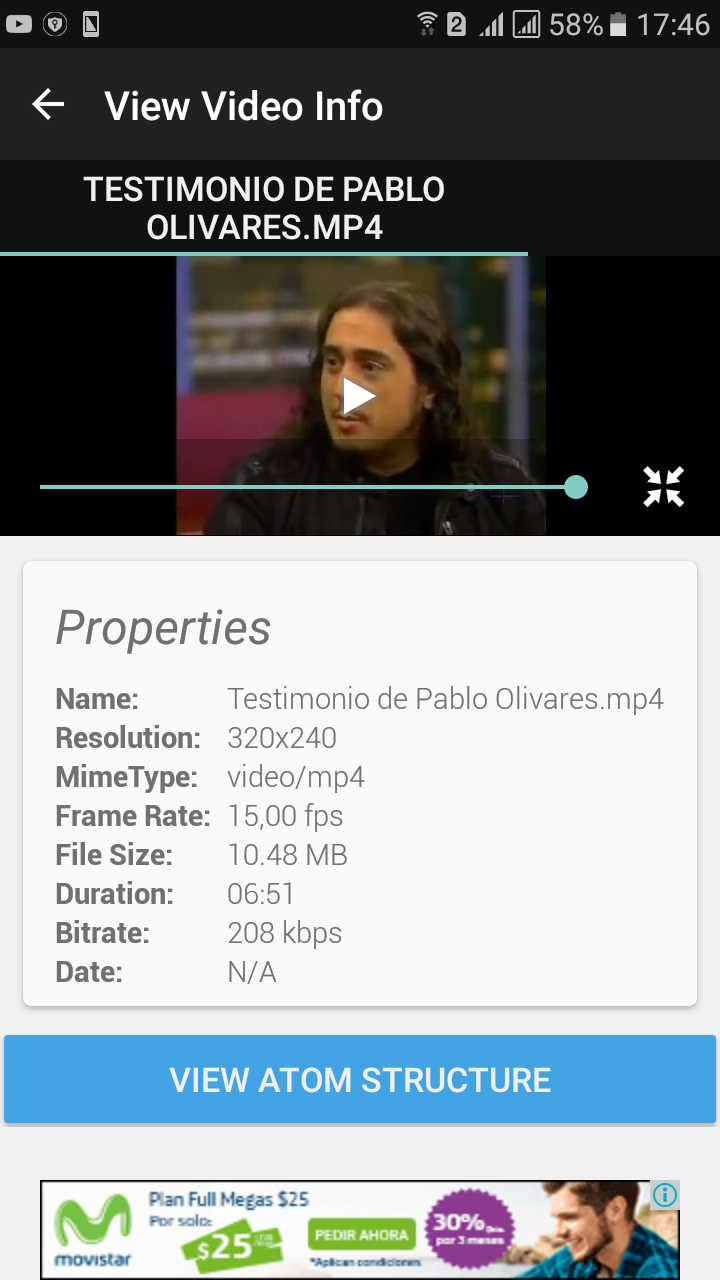 2
58%
17:46
View Video Info
TESTIMONIO DE PABLO
OLIVARES.MP4
Properties
Name: Testimonio de Pablo Olivares.mp4
Resolution: 320x240
MimeType: video/mp4
Frame Rate: 15,00 fps
File Size: 10.48 MB
Duration: 06:51
Bitrate: 208 kbps
Date: N/A
VIEW ATOM STRUCTURE
movistar
Plan Full Megas $25
Por solo:
$25
PEDIR AHORA
*Aplican condiciones
30%
por 3 meses